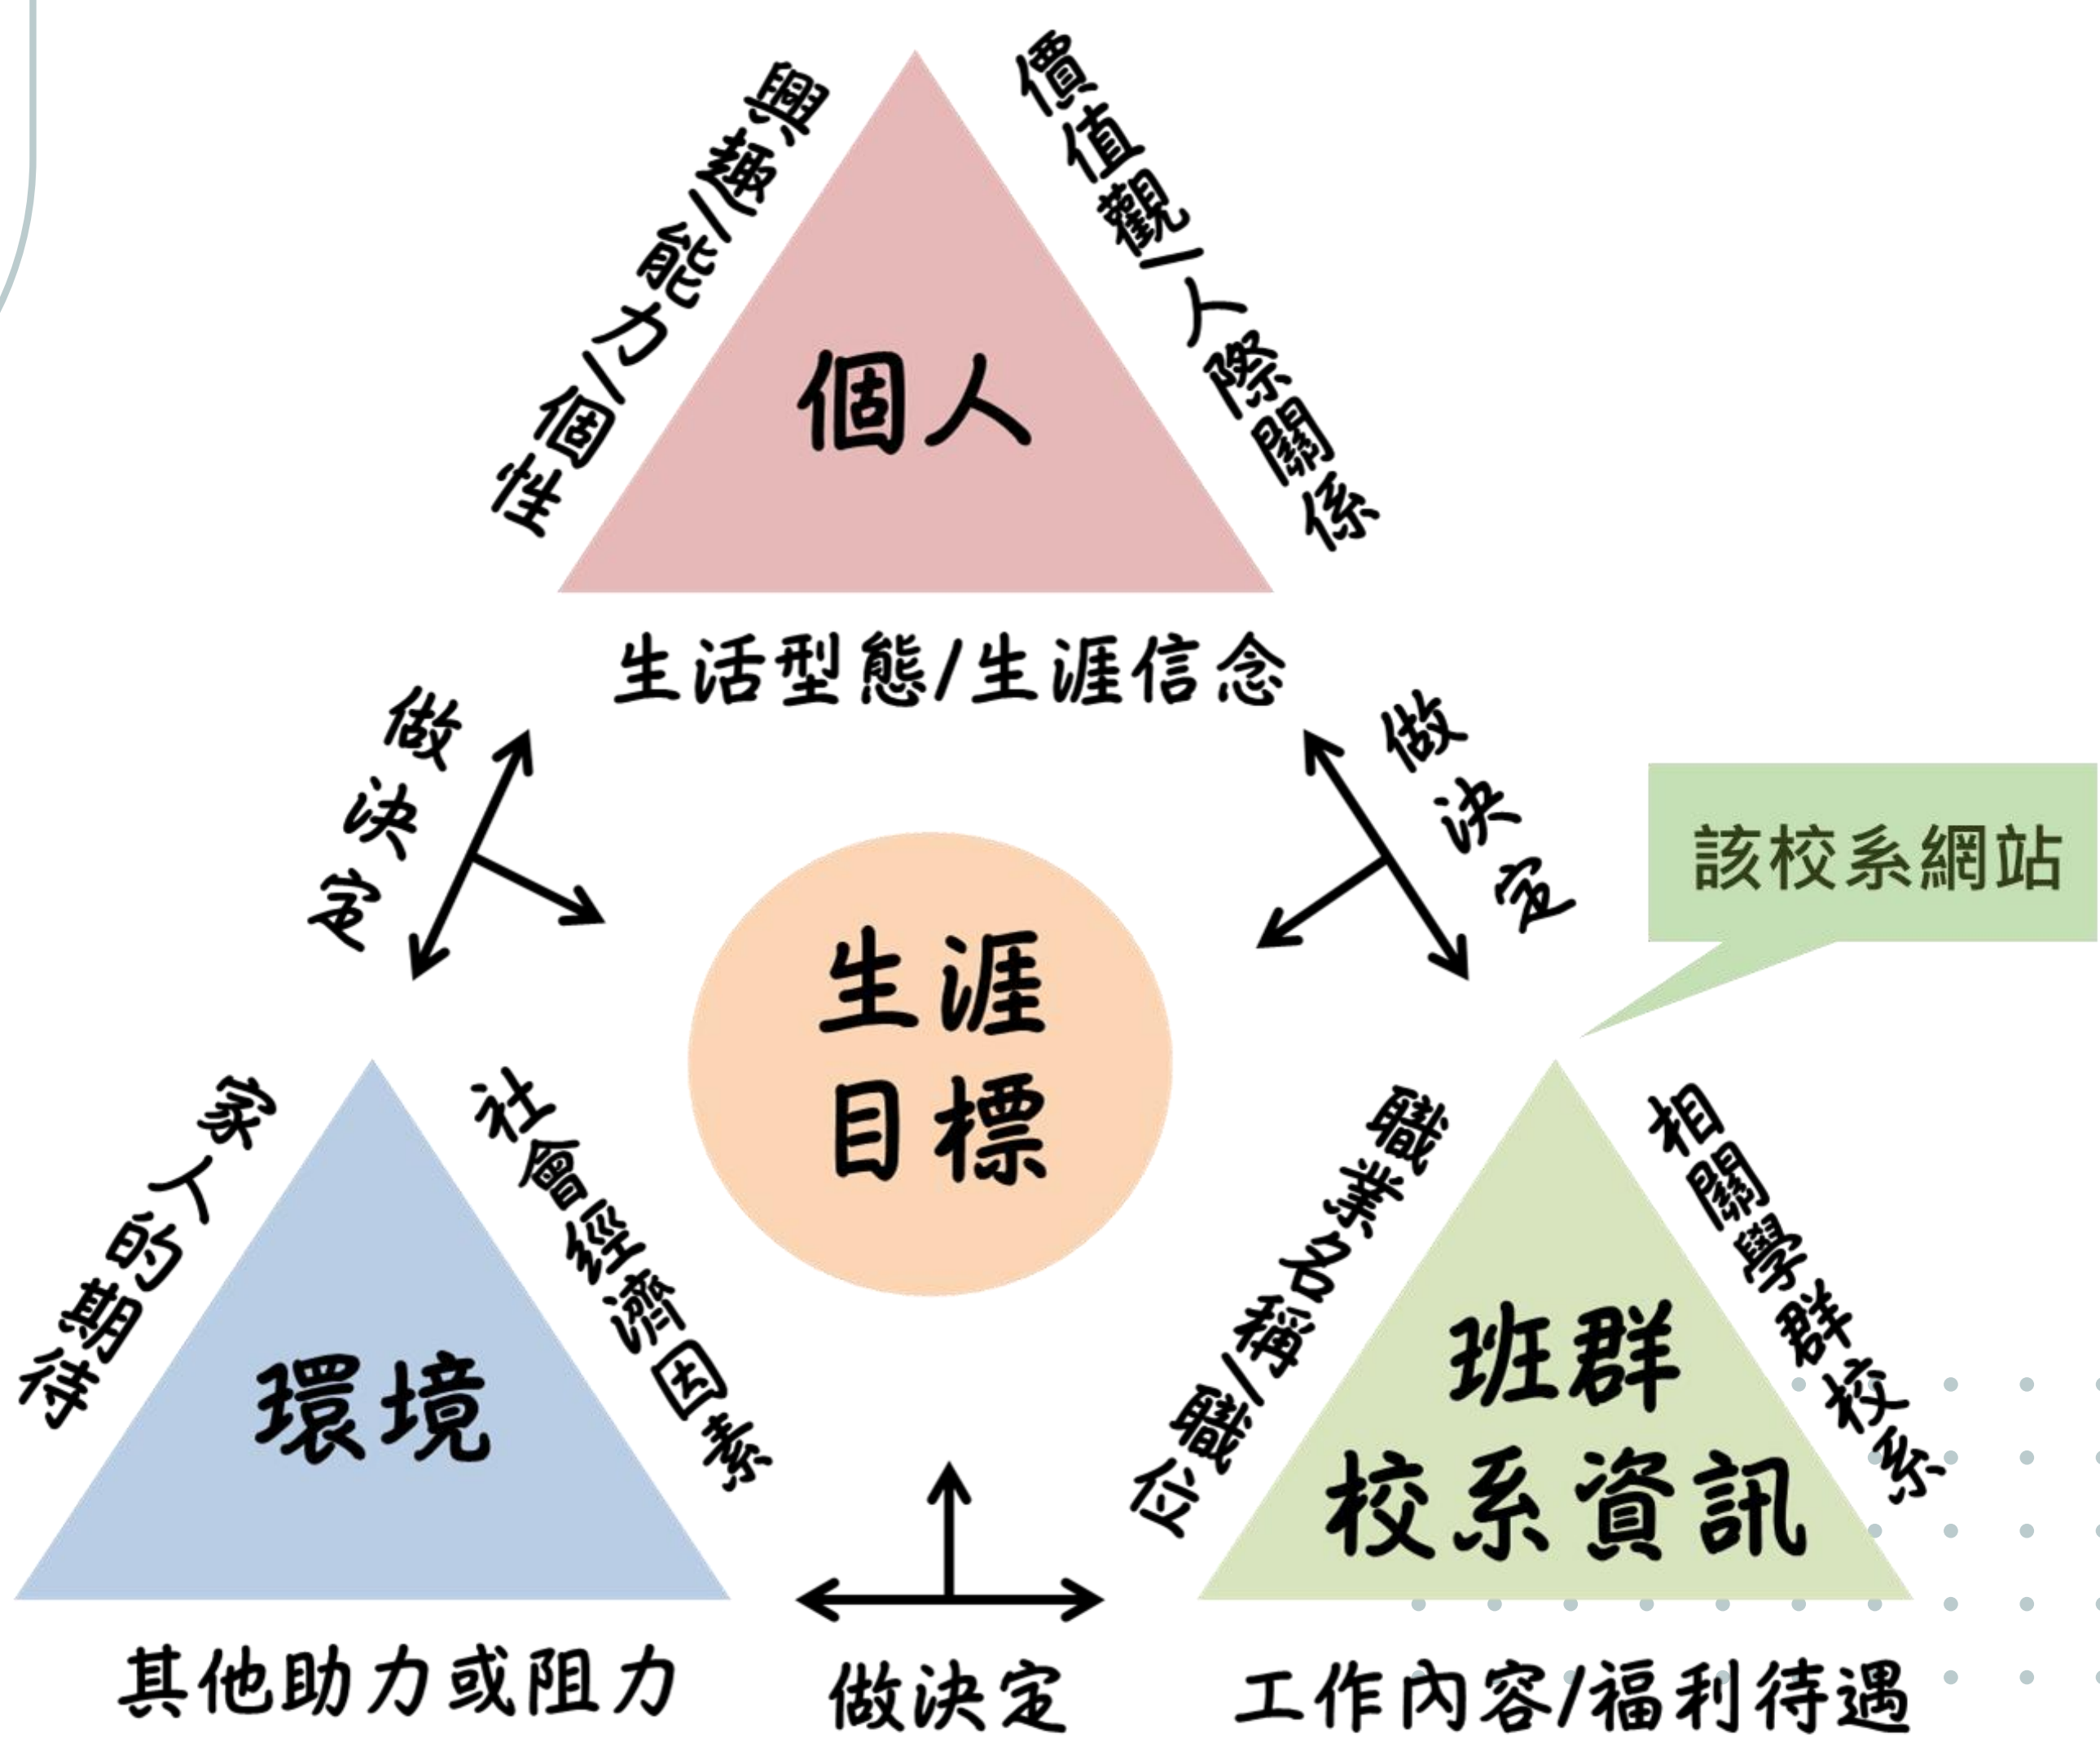 興趣/能力/個性
價值觀/人際關係
個人
生活型態/生涯信念
做決定
做決定
該校系網站
生涯
目標
家人的期待
社會經濟因素
環境
其他助力或阻力
職業名稱/職位
相關學群校系
班群
校系資訊
工作內容/福利待遇
做決定